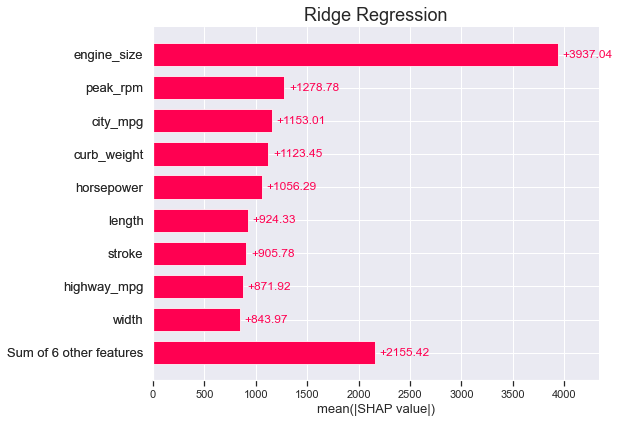 Ridge Regression
engine_size +3937.04
peak_rpm +1278.78
city_mpg +1153.01
curb_weight +1123.45
horsepower +1056.29
length +924.33
stroke +905.78
highway_mpg +871.92
width +843.97
Sum of 6 other features +2155.42
0 500 1000 1500 2000 2500 3000 3500 4000
mean(|SHAP value|)